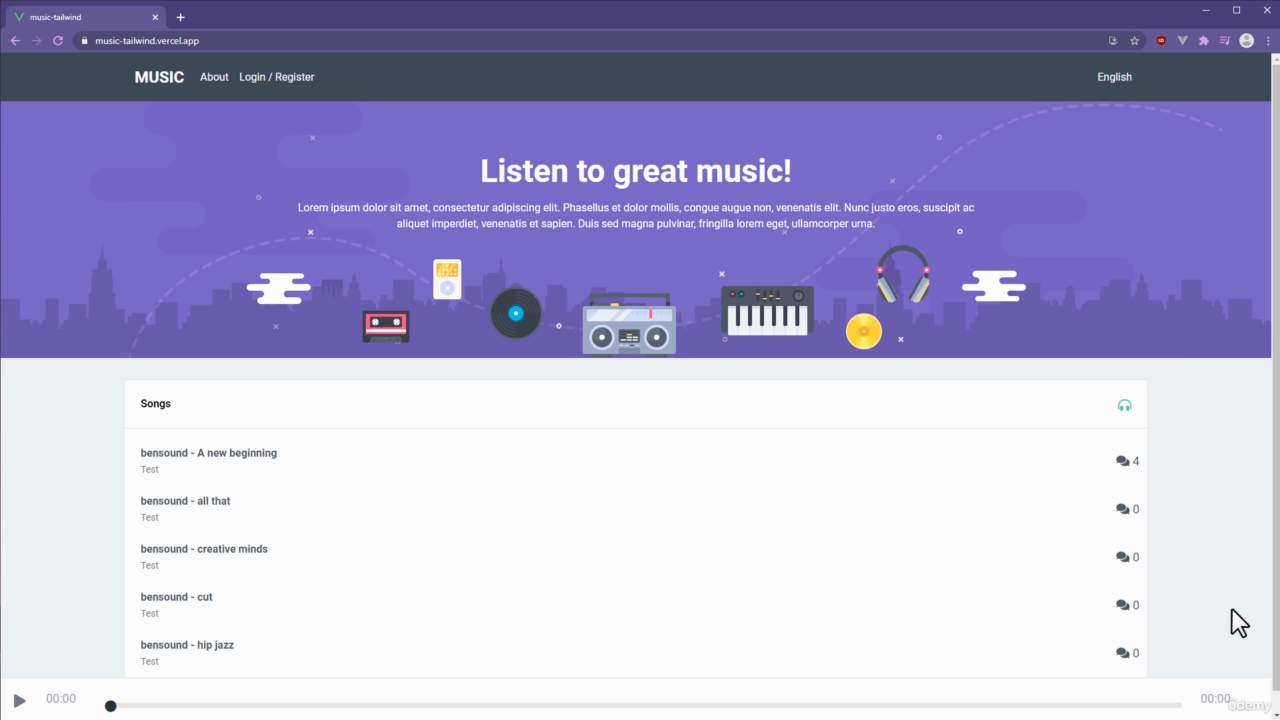 music-tailwind
music-tailwind.vercel.app
MUSIC About Login / Register English
Listen to great music!
Lorem ipsum dolor sit amet, consectetur adipiscing elit. Phasellus et dolor mollis, congue augue non, venenatis elit. Nunc justo eros, suscipit ac
aliquet imperdiet, venenatis et sapien. Duis sed magna pulvinar, fringilla lorem eget, ullamcorper urna.
Songs
bensound - A new beginning
Test
4
bensound - all that
Test
0
bensound - creative minds
Test
0
bensound - cut
Test
0
bensound - hip jazz
Test
0
00:00 00:00
ûdemy